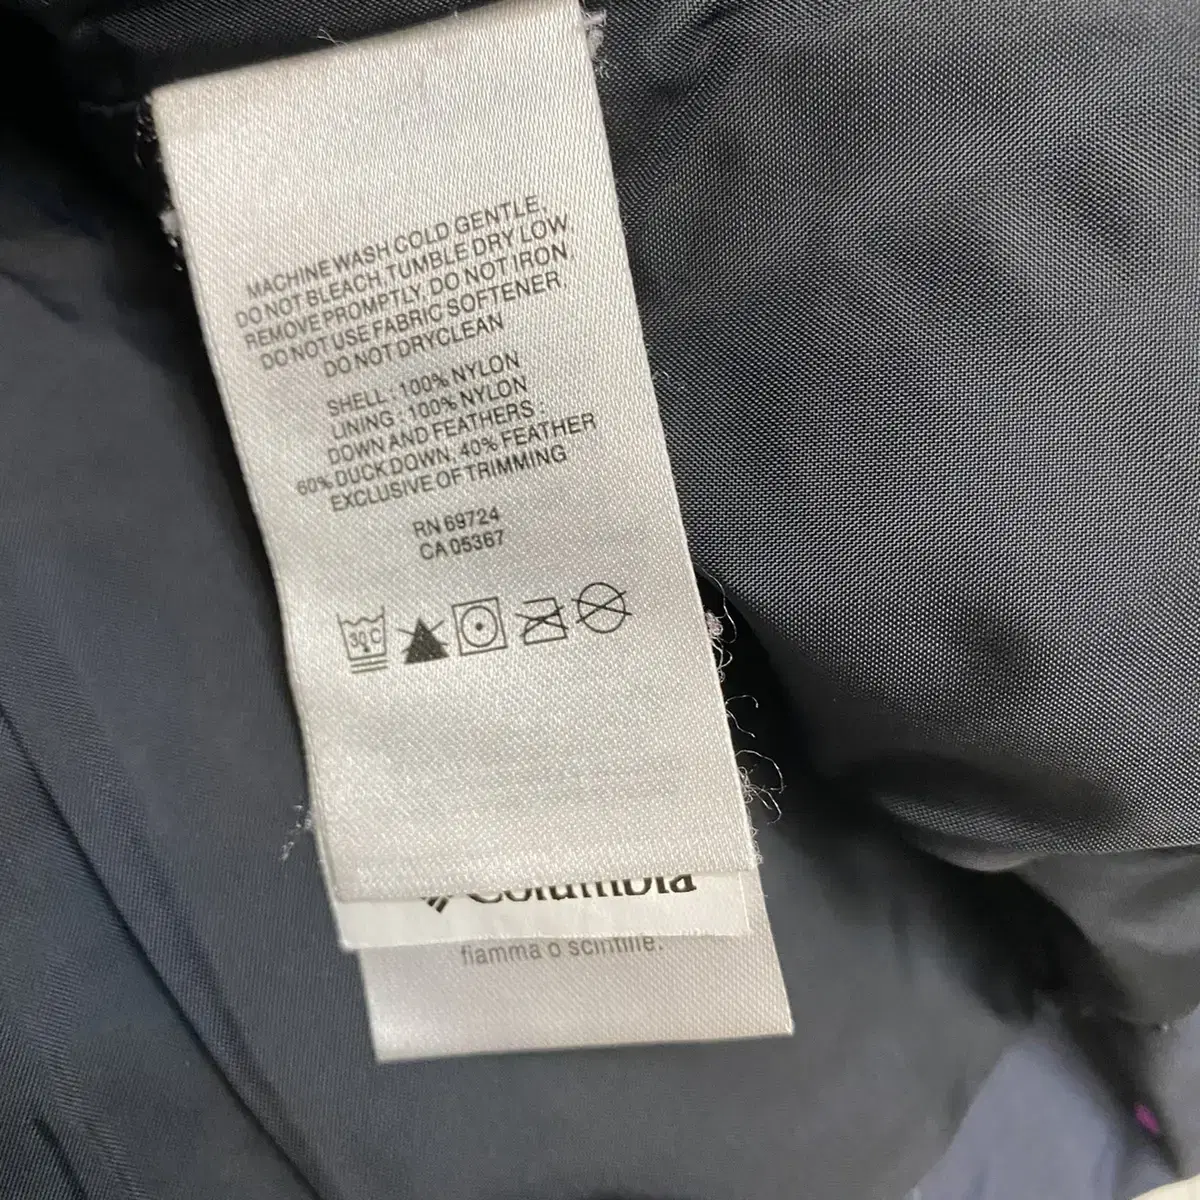 MACHINE WASH COLD GENTLE.
DO NOT BLEACH, TUMBLE DRY LOW
REMOVE PROMPTLY, DO NOT IRON
DO NOT USE FABRIC SOFTENER.
DO NOT DRYCLEAN
SHELL : 100% NYLON
LINING : 100% NYLON
DOWN AND FEATHERS :
60% DUCK DOWN, 40% FEATHER
EXCLUSIVE OF TRIMMING
RN 69724
CA 05367
30 C
Columbia
fiamma o scintille.